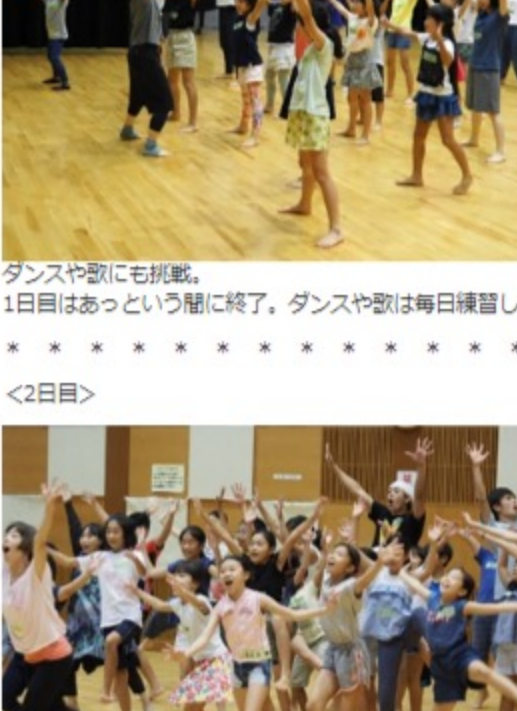 ダンスや歌にも挑戦。
1日目はあっという間に終了。ダンスや歌は毎日練習し
* * * * * * * * * * * * *
<2日目>